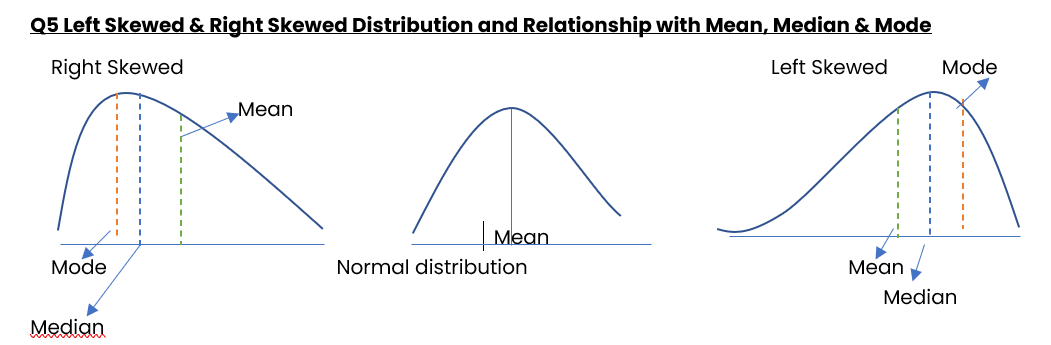 Q5 Left Skewed & Right Skewed Distribution and Relationship with Mean, Median & Mode
Right Skewed
Left Skewed
Mode
Mean
Mean
Mode
Normal distribution
Mean
Median
Median